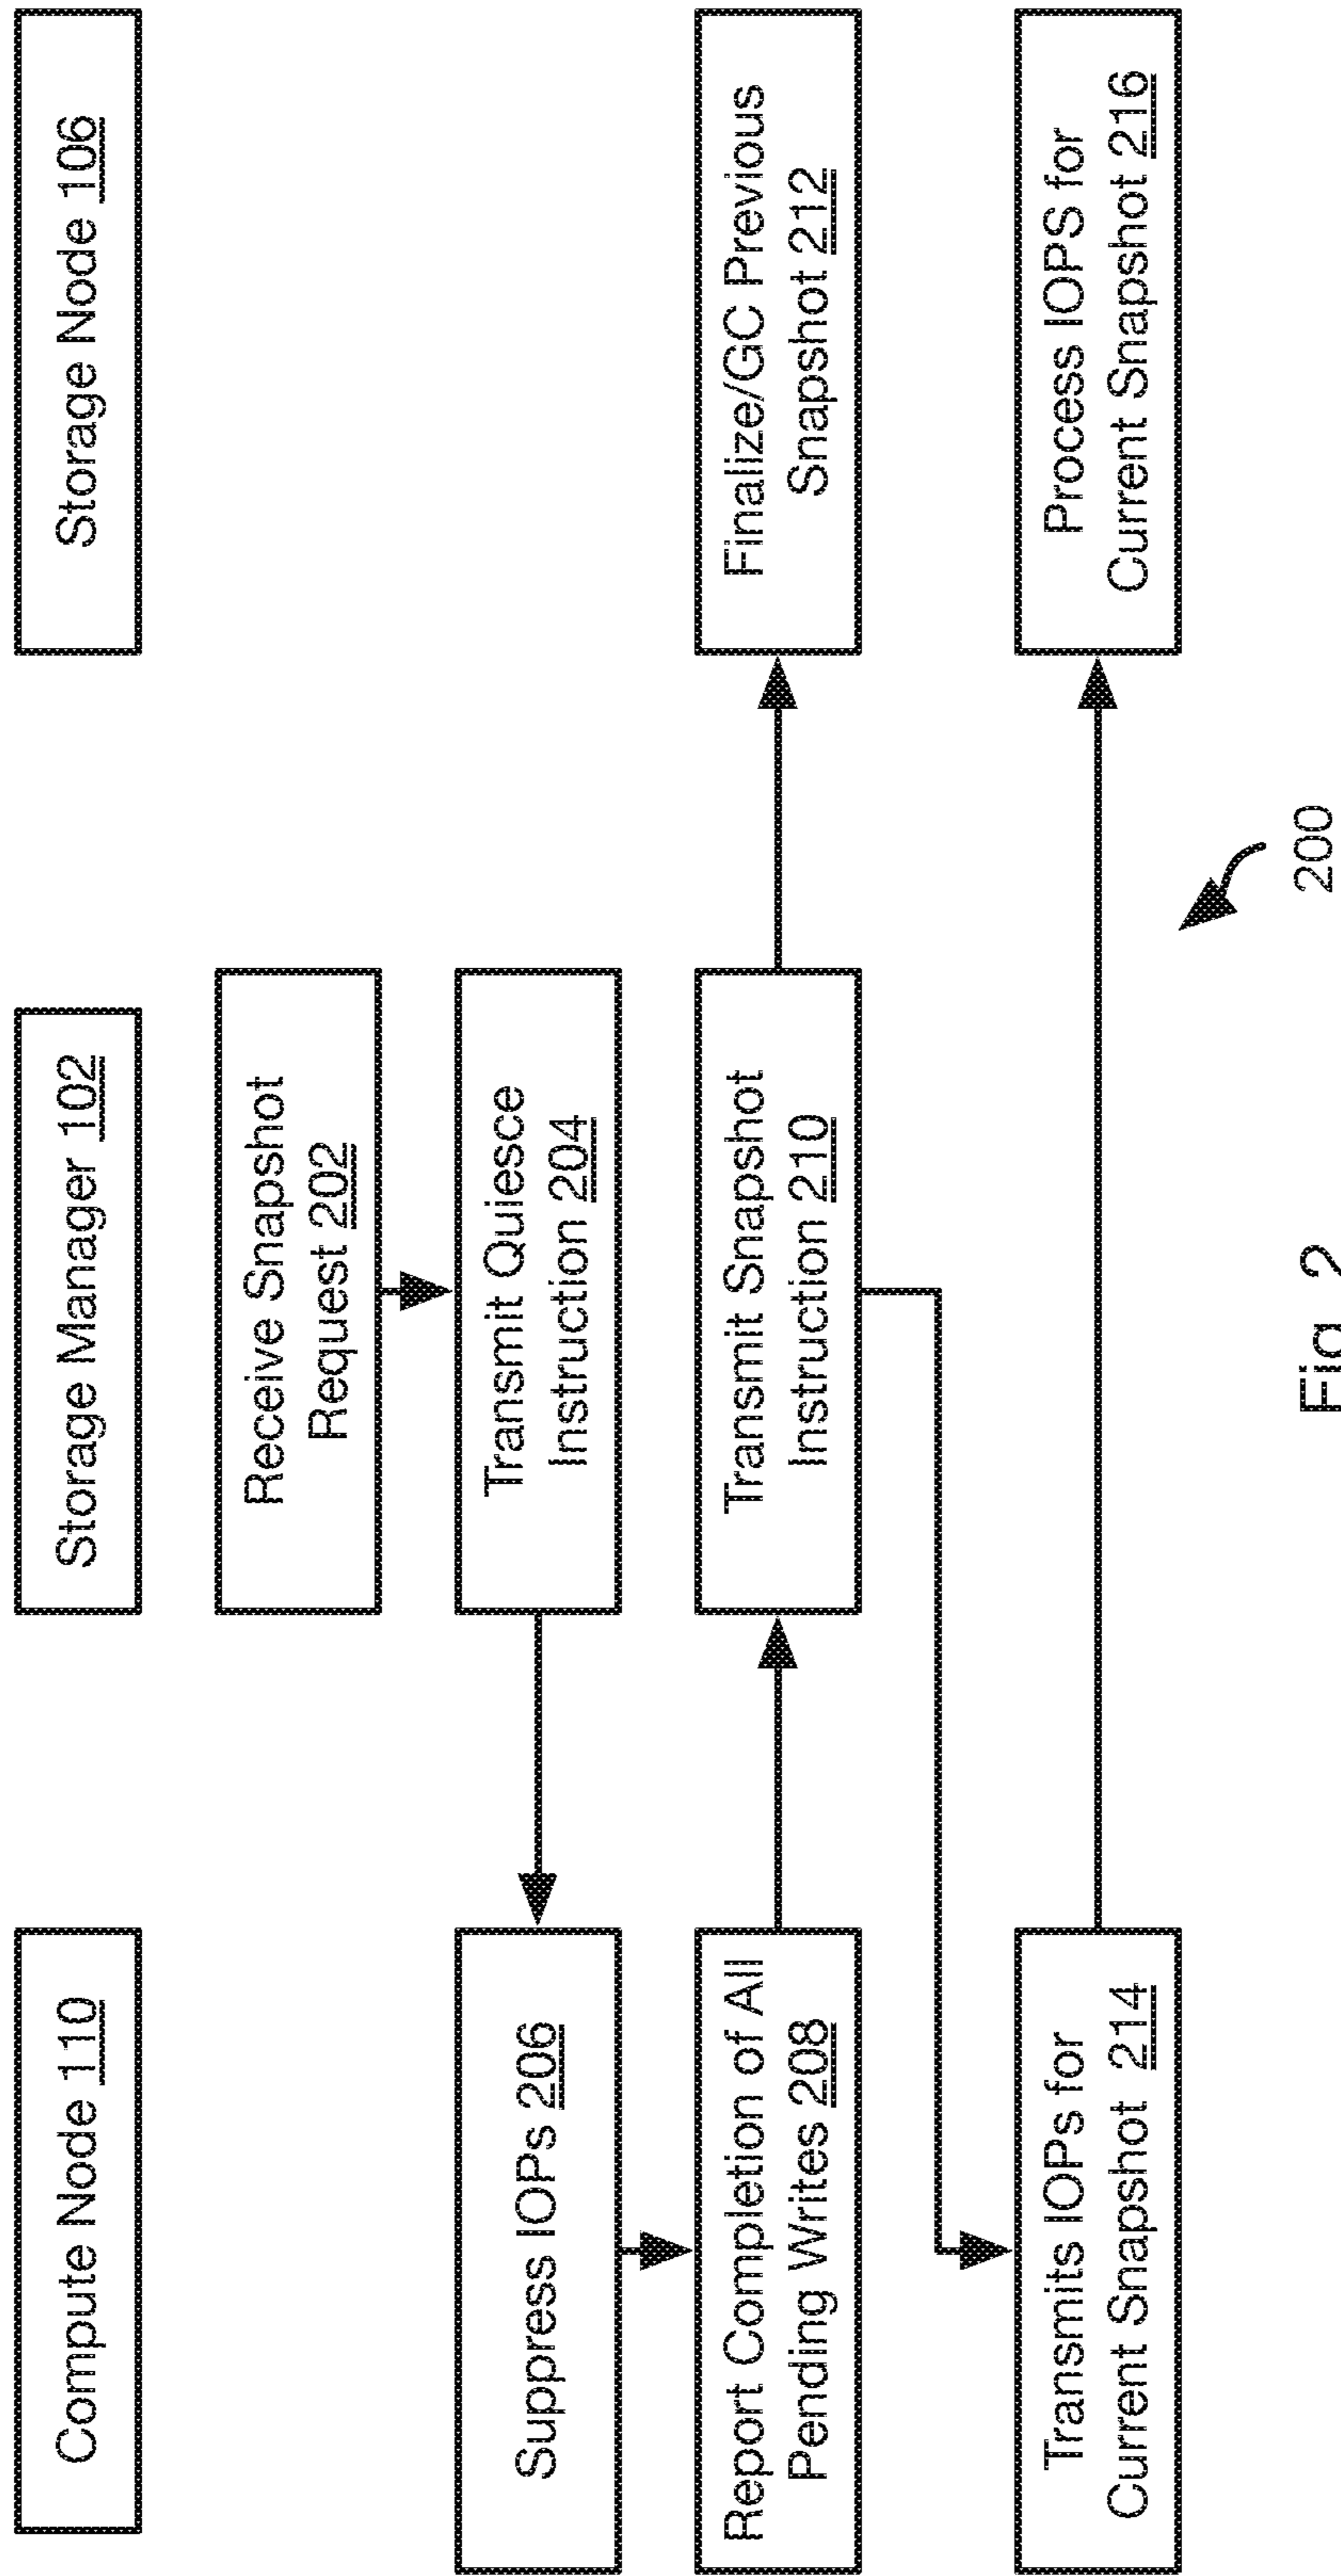 Compute Node 110
Storage Manager 102
Storage Node 106
Receive Snapshot
Request 202
Transmit Quiesce
Instruction 204
Suppress IOPs 206
Report Completion of All
Pending Writes 208
Transmit Snapshot
Instruction 210
Finalize/GC Previous
Snapshot 212
Transmits IOPs for
Current Snapshot 214
Process IOPS for
Current Snapshot 216
200
Fig. 2